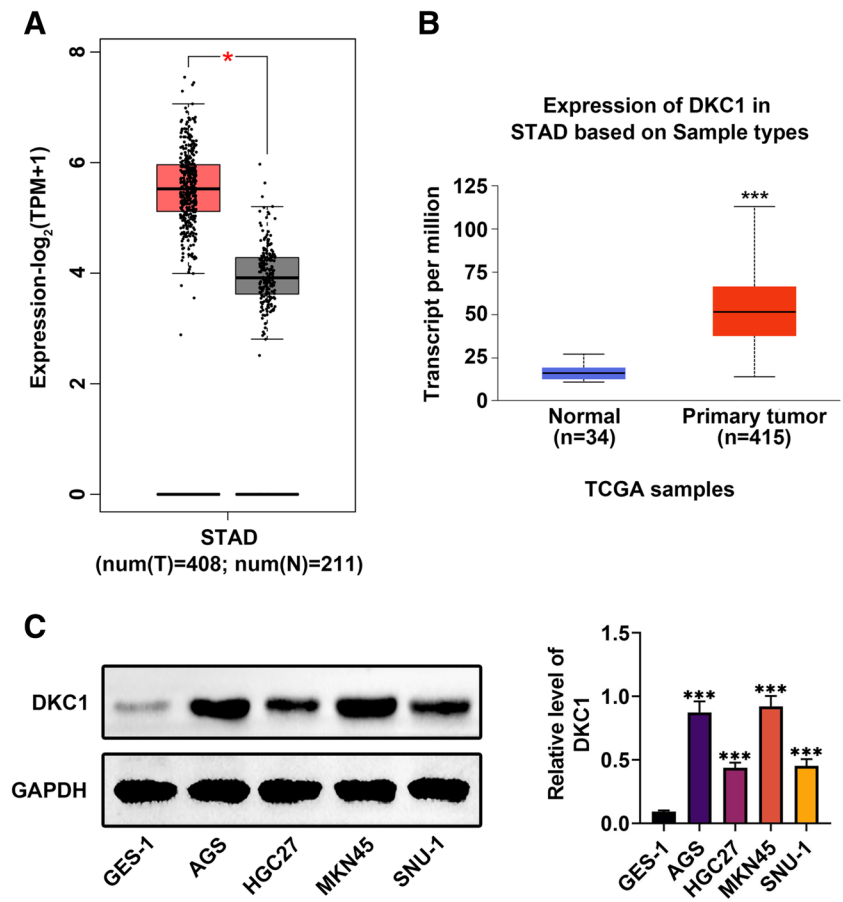 A
8
6
4
2
0
Expression-log2(TPM+1)
*
STAD
(num(T)=408; num(N)=211)
B
Expression of DKC1 in
STAD based on Sample types
Transcript per million
125
100
75
50
25
0
***
Normal
(n=34)
Primary tumor
(n=415)
TCGA samples
C
DKC1
GAPDH
GES-1
AGS
HGC27
MKN45
SNU-1
Relative level of
DKC1
1.5
1.0
0.5
0.0
***
***
***
***
GES-1
AGS
HGC27
MKN45
SNU-1